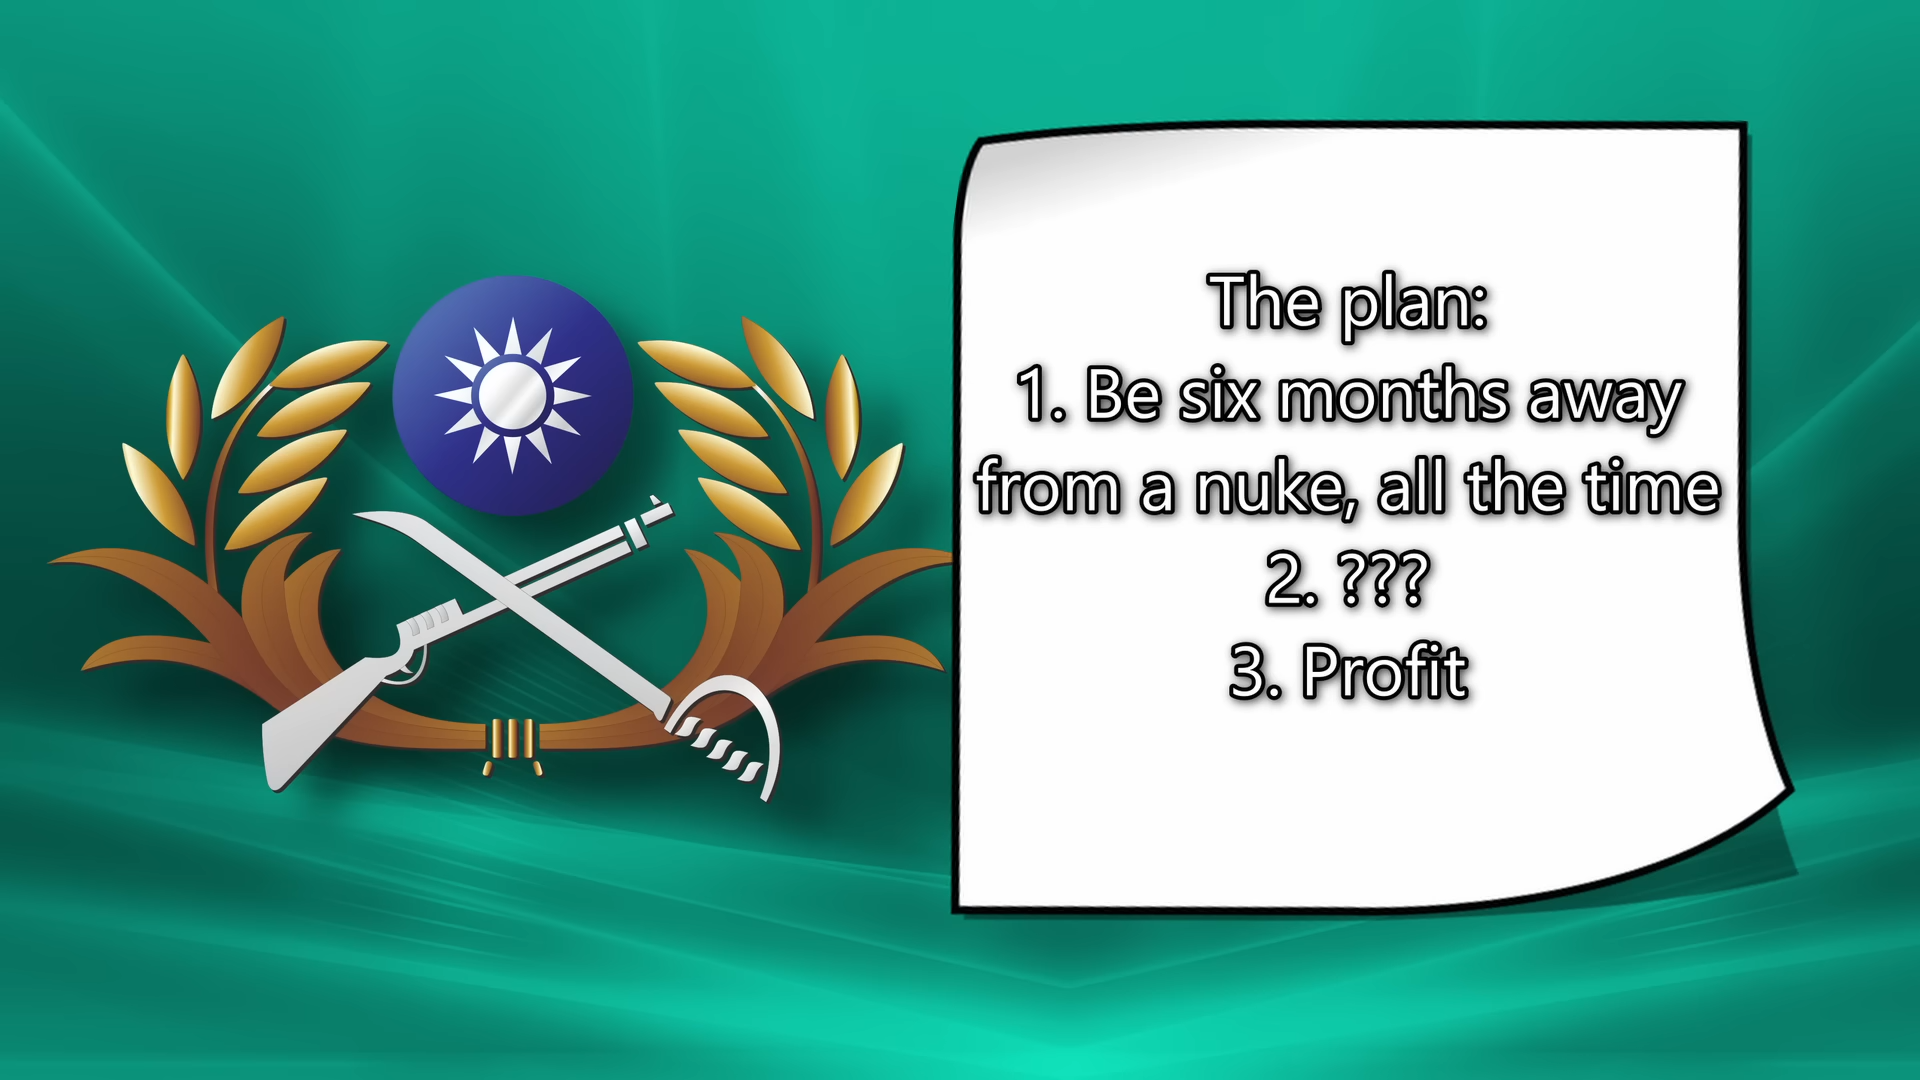 The plan:
1. Be six months away
from a nuke, all the time
2. ???
3. Profit